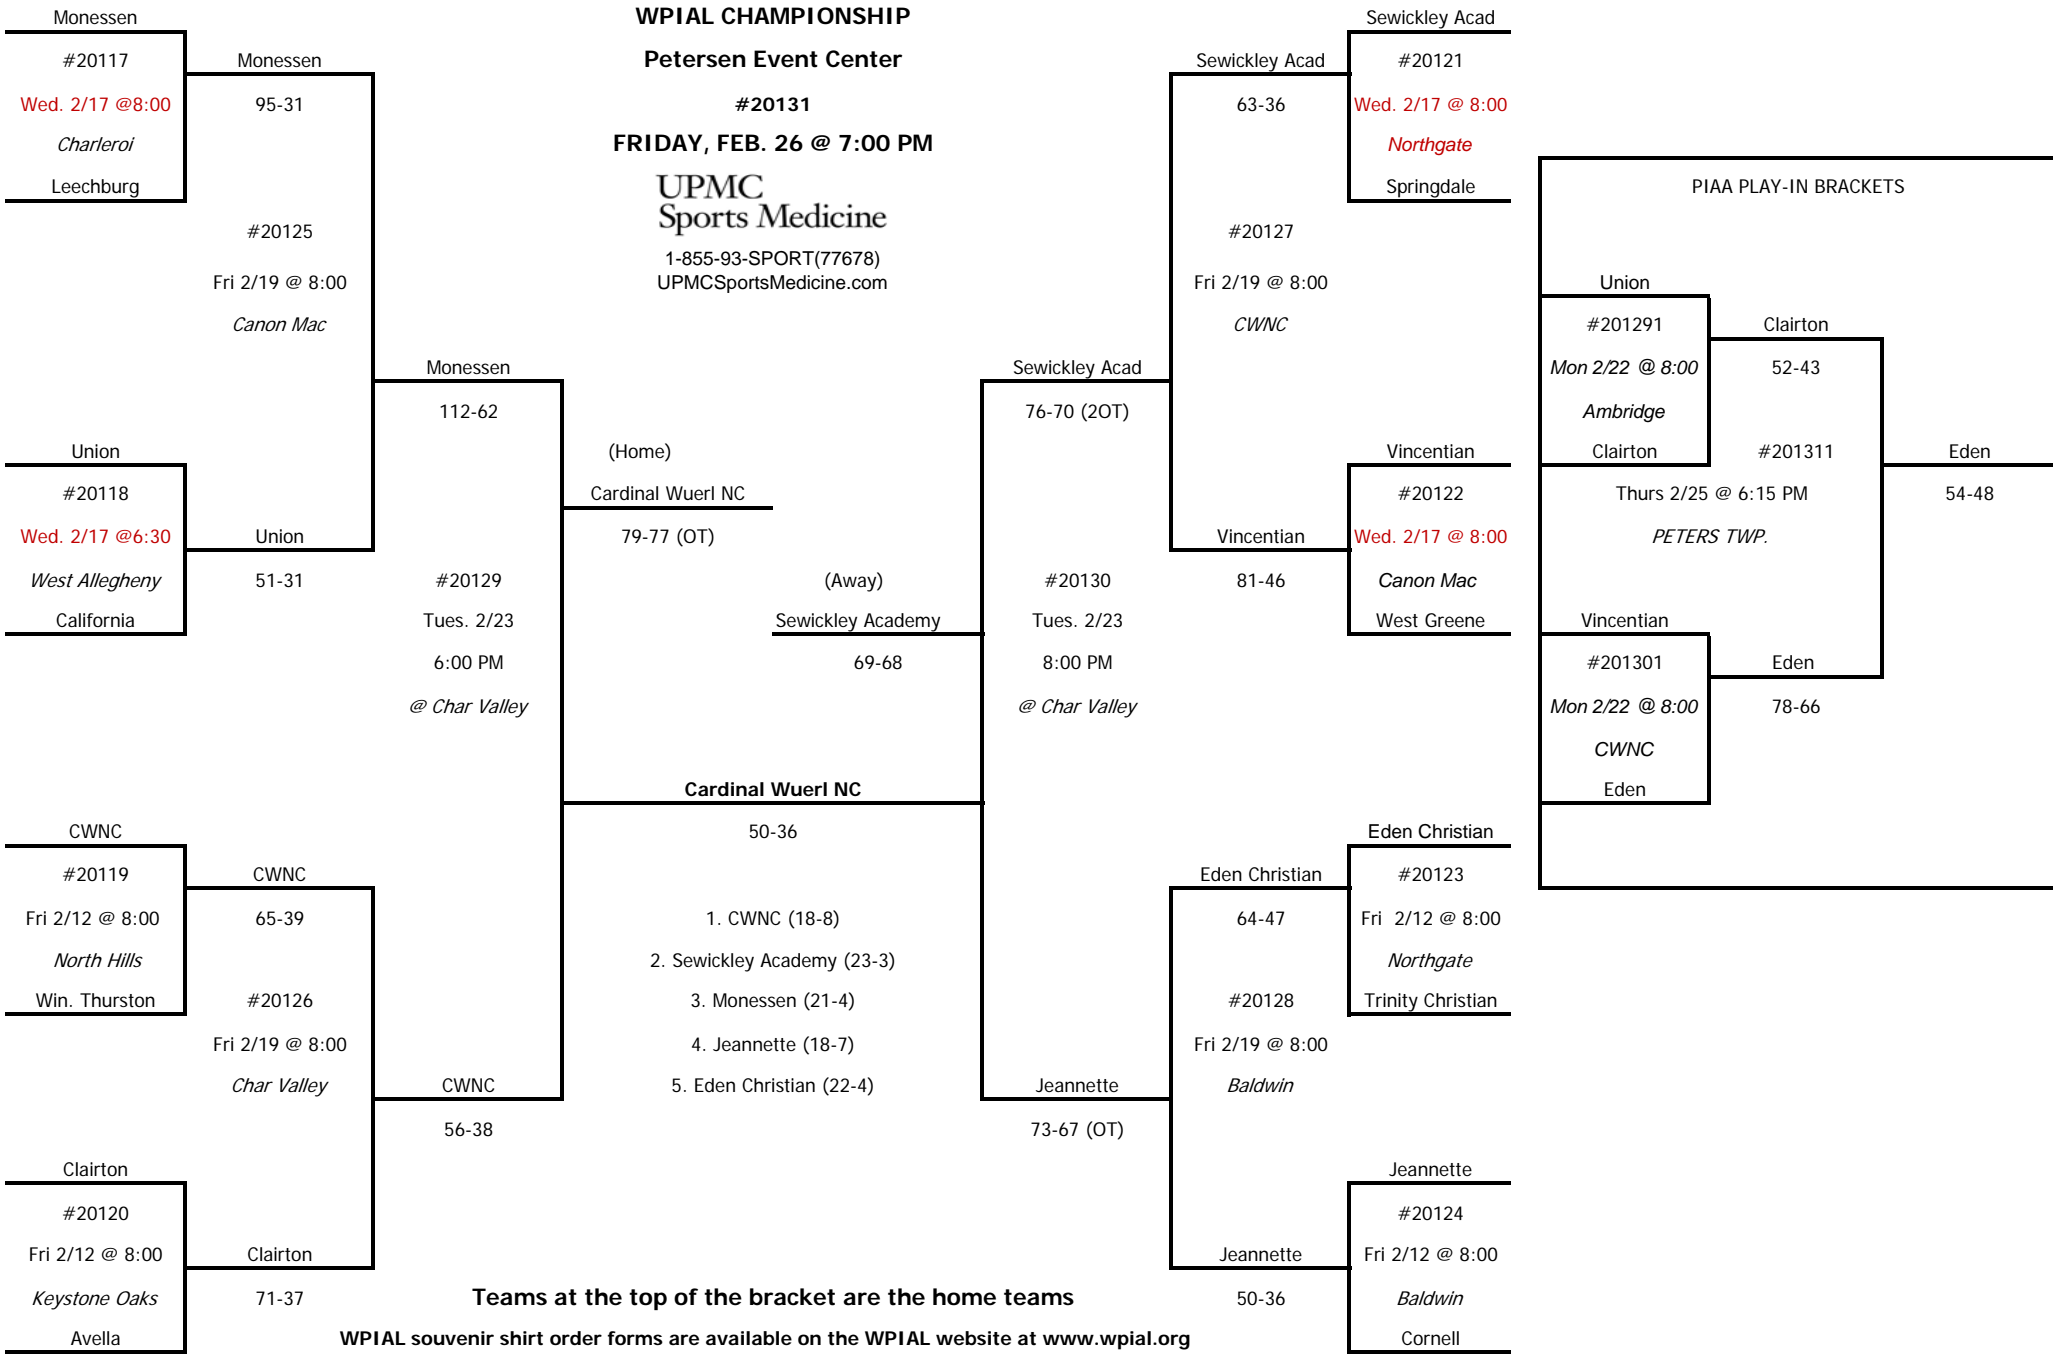 WPIAL CHAMPIONSHIP
Petersen Event Center
#20131
FRIDAY, FEB. 26 @ 7:00 PM
UPMC
Sports Medicine
1-855-93-SPORT(77678)
UPMCSportsMedicine.com
Monessen
#20117
Wed. 2/17 @8:00
Charleroi
Leechburg
Monessen
95-31
#20125
Fri 2/19 @ 8:00
Canon Mac
Union
#20118
Wed. 2/17 @6:30
West Allegheny
California
Union
51-31
Monessen
112-62
#20129
Tues. 2/23
6:00 PM
@ Char Valley
CWNC
#20119
Fri 2/12 @ 8:00
North Hills
Win. Thurston
CWNC
65-39
#20126
Fri 2/19 @ 8:00
Char Valley
Clairton
#20120
Fri 2/12 @ 8:00
Keystone Oaks
Avella
Clairton
71-37
CWNC
56-38
(Home)
Cardinal Wuerl NC
79-77 (OT)
(Away)
Sewickley Academy
69-68
Cardinal Wuerl NC
50-36
1. CWNC (18-8)
2. Sewickley Academy (23-3)
3. Monessen (21-4)
4. Jeannette (18-7)
5. Eden Christian (22-4)
Sewickley Acad
76-70 (2OT)
#20130
Tues. 2/23
8:00 PM
@ Char Valley
Jeannette
73-67 (OT)
Sewickley Acad
63-36
#20127
Fri 2/19 @ 8:00
CWNC
Vincentian
81-46
Eden Christian
64-47
#20128
Fri 2/19 @ 8:00
Baldwin
Jeannette
50-36
Sewickley Acad
#20121
Wed. 2/17 @ 8:00
Northgate
Springdale
Vincentian
#20122
Wed. 2/17 @ 8:00
Canon Mac
West Greene
Eden Christian
#20123
Fri 2/12 @ 8:00
Northgate
Trinity Christian
Jeannette
#20124
Fri 2/12 @ 8:00
Baldwin
Cornell
PIAA PLAY-IN BRACKETS
Union
#201291
Mon 2/22 @ 8:00
Ambridge
Clairton
Clairton
52-43
#201311
Thurs 2/25 @ 6:15 PM
PETERS TWP.
Vincentian
#201301
Mon 2/22 @ 8:00
CWNC
Eden
Eden
78-66
Eden
54-48
Teams at the top of the bracket are the home teams
WPIAL souvenir shirt order forms are available on the WPIAL website at www.wpial.org